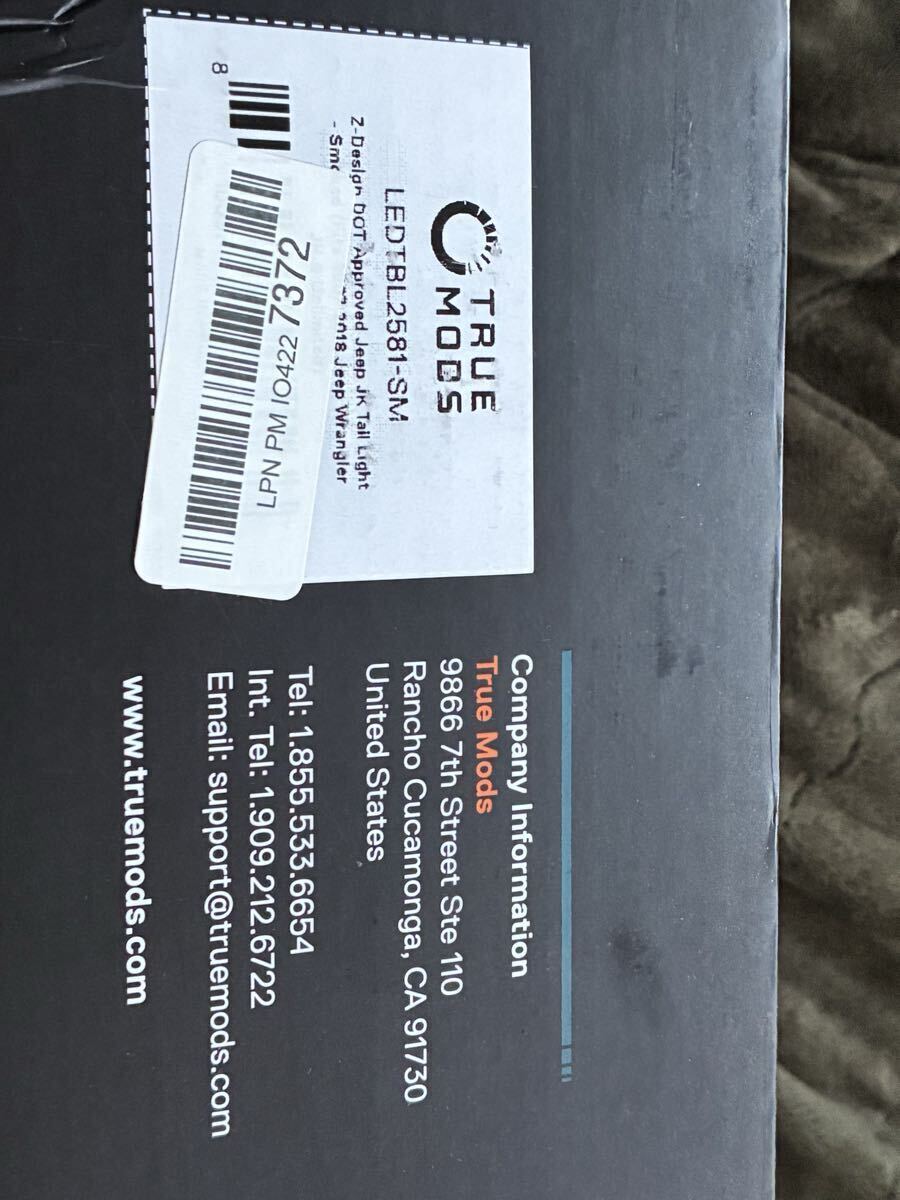 TRUE
MODS
LEDTBL2581-SM
Z-Design DOT Approved Jeep JK Tail Light
2018 Jeep Wrangler
8
LPN PM 10422 7372
Company Information
True Mods
9866 7th Street Ste 110
Rancho Cucamonga, CA 91730
United States
Tel: 1.855.533.6654
Int. Tel: 1.909.212.6722
Email: support@truemods.com
www.truemods.com